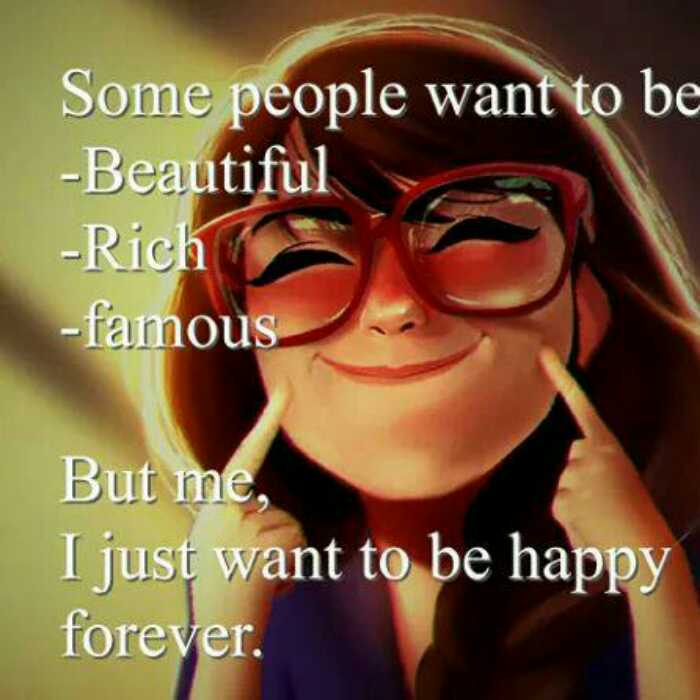 Some people want to be
-Beautiful
-Rich
-famous
But me,
I just want to be happy
forever.